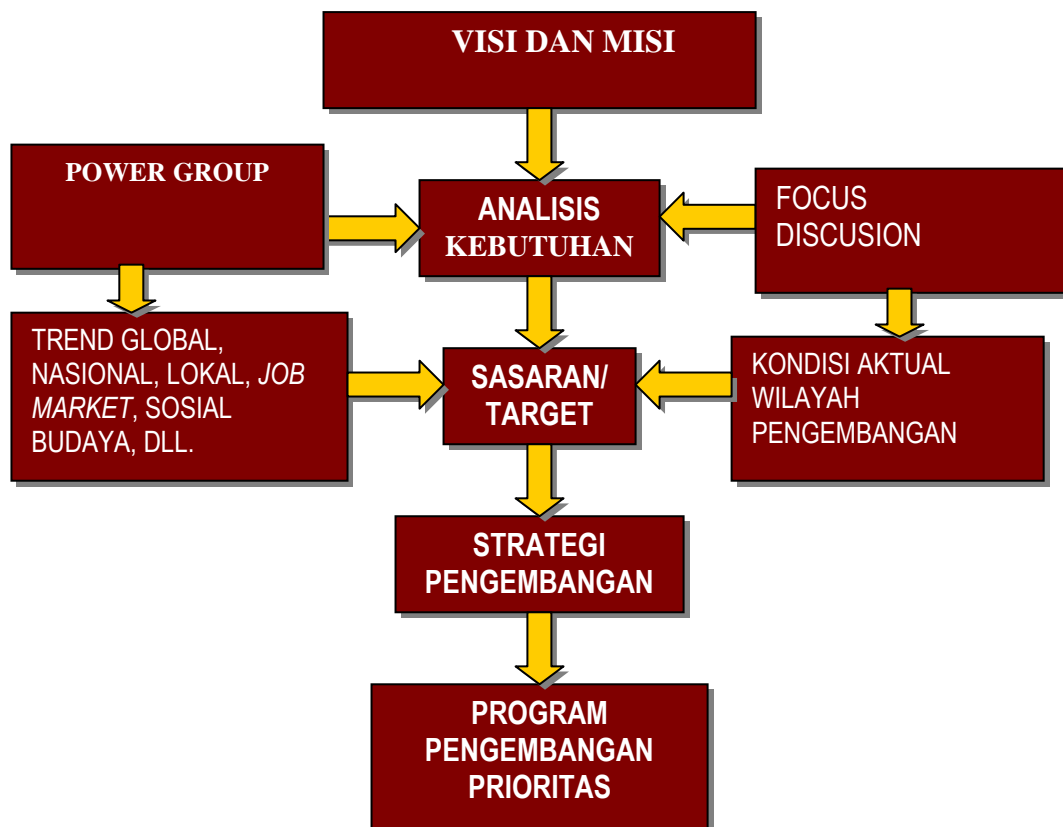 VISI DAN MISI
POWER GROUP
ANALISIS
KEBUTUHAN
FOCUS
DISCUSION
TREND GLOBAL,
NASIONAL, LOKAL, JOB
MARKET, SOSIAL
BUDAYA, DLL.
SASARAN/
TARGET
KONDISI AKTUAL
WILAYAH
PENGEMBANGAN
STRATEGI
PENGEMBANGAN
PROGRAM
PENGEMBANGAN
PRIORITAS